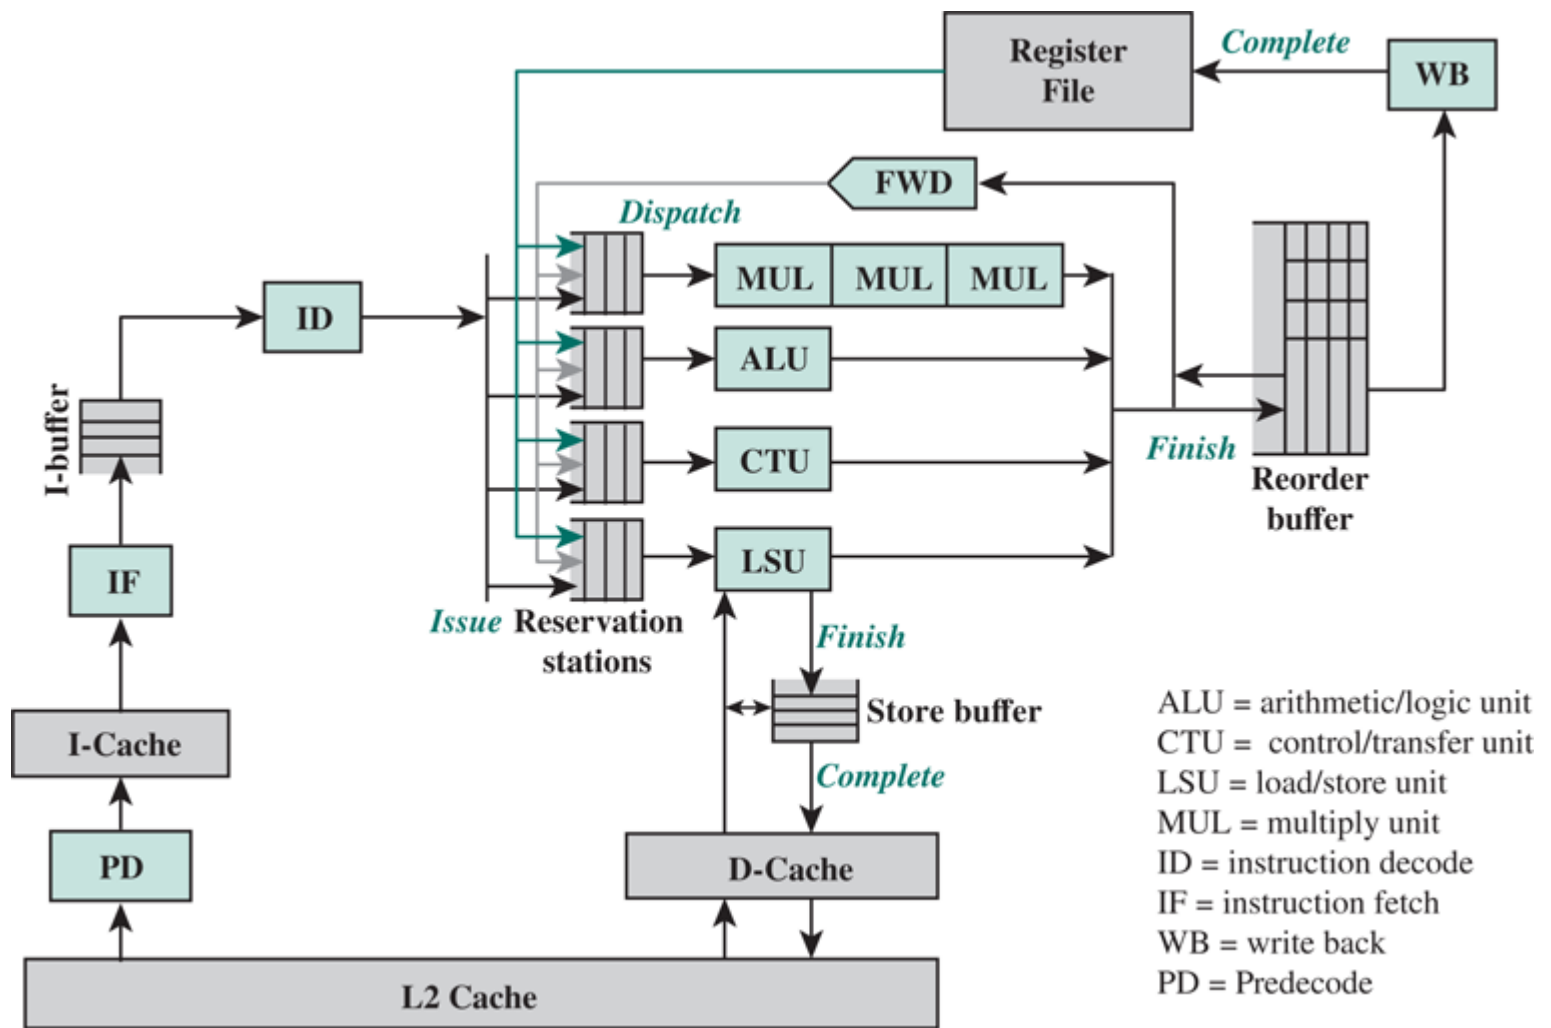 Register
File
Complete
WB
FWD
Dispatch
MUL
MUL
MUL
ID
ALU
I-buffer
CTU
Finish
Reorder
buffer
IF
LSU
Issue
Reservation
stations
Finish
Store buffer
I-Cache
Complete
PD
D-Cache
L2 Cache
ALU = arithmetic/logic unit
CTU = control/transfer unit
LSU = load/store unit
MUL = multiply unit
ID = instruction decode
IF = instruction fetch
WB = write back
PD = Predecode